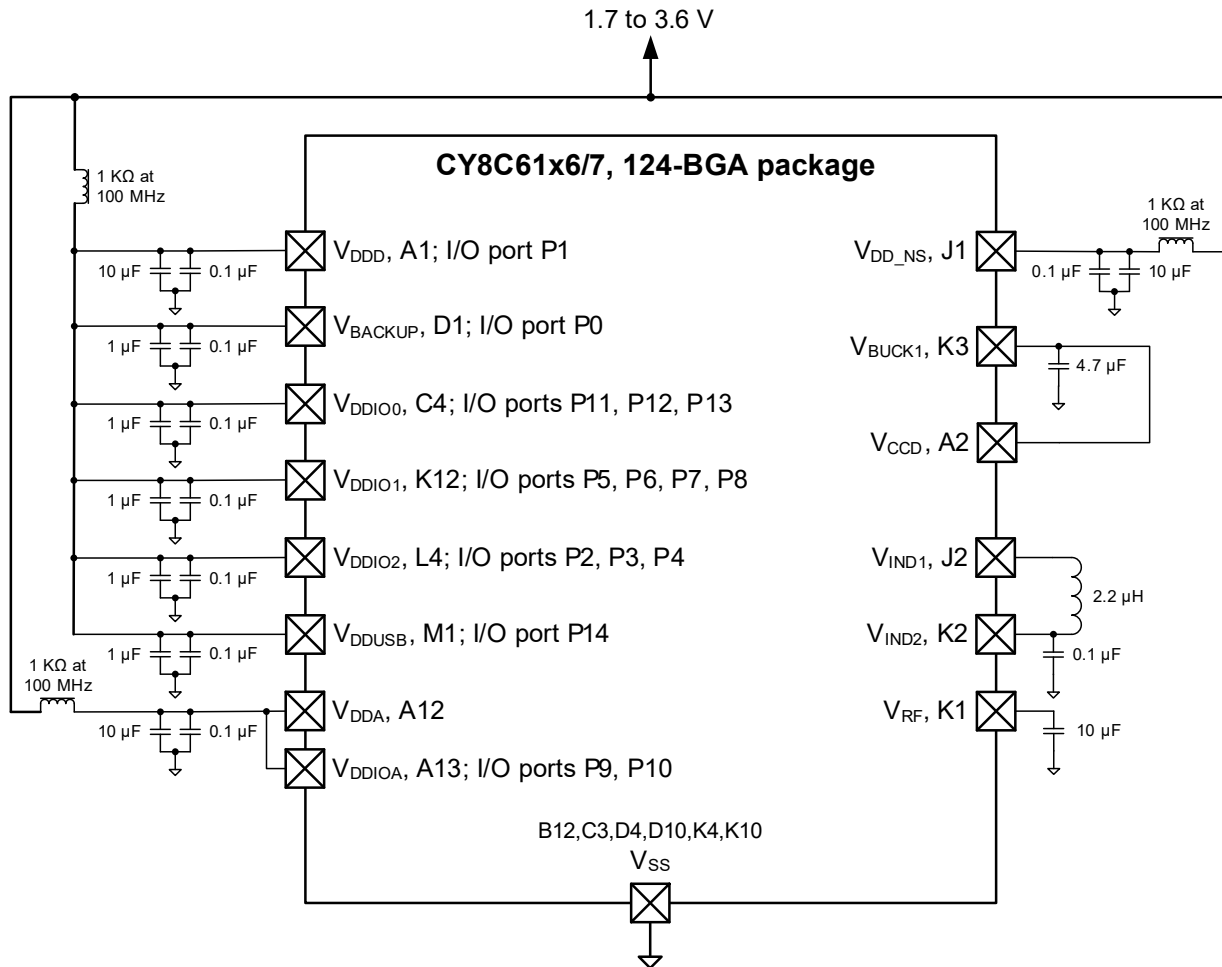 1.7 to 3.6 V
CY8C61x6/7, 124-BGA package
1 KΩ at
100 MHz
1 KΩ at
100 MHz
VDDD, A1; I/O port P1
10 µF
0.1 µF
VDD_NS, J1
0.1 µF
10 µF
VBACKUP, D1; I/O port P0
1 µF
0.1 µF
VBUCK1, K3
4.7 µF
VDDIO0, C4; I/O ports P11, P12, P13
1 µF
0.1 µF
VCCD, A2
VDDIO1, K12; I/O ports P5, P6, P7, P8
1 µF
0.1 µF
VDDIO2, L4; I/O ports P2, P3, P4
1 µF
0.1 µF
VIND1, J2
2.2 µH
VDDUSB, M1; I/O port P14
1 µF
0.1 µF
VIND2, K2
0.1 µF
1 KΩ at
100 MHz
VDDA, A12
10 µF
0.1 µF
VRF, K1
10 µF
VDDIOA, A13; I/O ports P9, P10
B12,C3,D4,D10,K4,K10
VSS